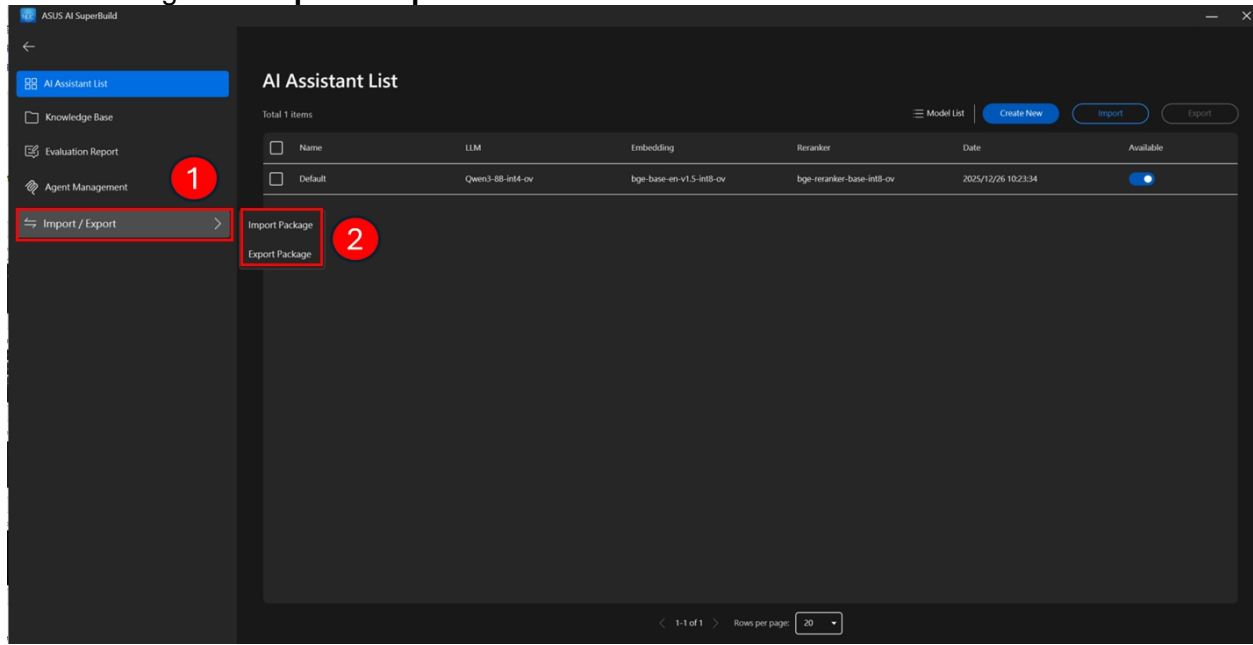 ASUS AI SuperBuild
AI Assistant List
Knowledge Base
Evaluation Report
Agent Management
1
Import / Export
Import Package
Export Package
2
AI Assistant List
Total 1 items
Model List
Create New
Import
Export
Name LLM Embedding Reranker Date Available
Default Qwen3-8B-int4-ov bge-base-en-v1.5-int8-ov bge-reranker-base-int8-ov 2025/12/26 10:23:34
1-1 of 1 Rows per page: 20